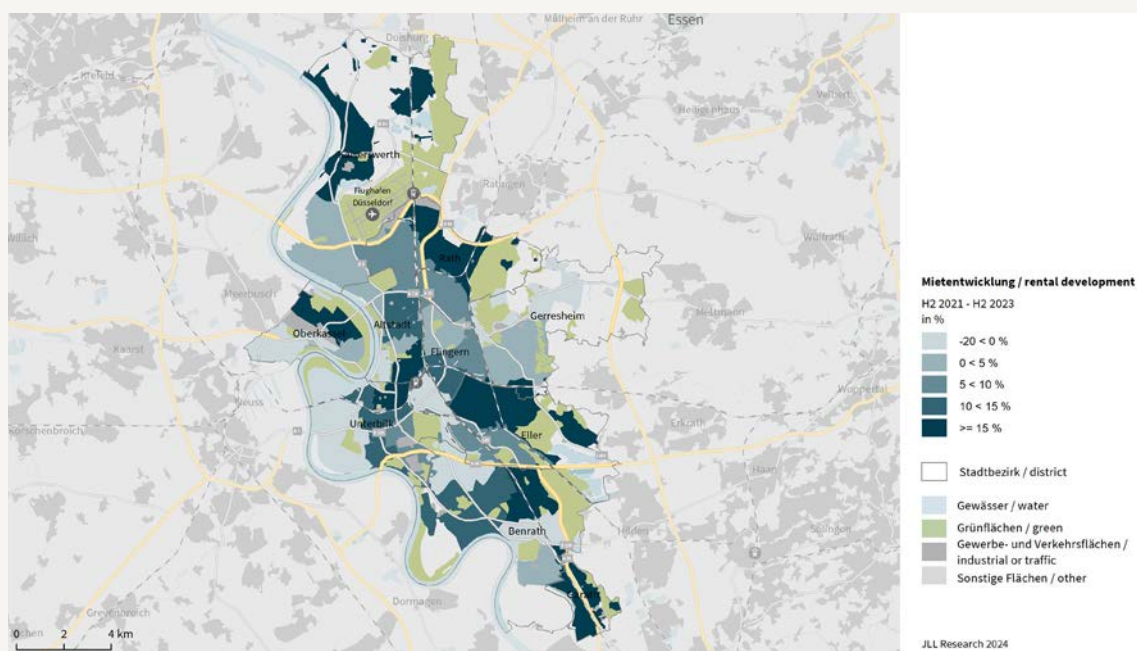 Essen
Mülheim an der Ruhr
Duisburg
Krefeld
Velbert
Heiligenhaus
Ratingen
Flughafen
Düsseldorf
Willich
Wülfrath
Rath
Meerbusch
Mettmann
Gerresheim
Oberkassel
Altstadt
Kaarst
Flingern
Wuppertal
Neuss
Unterbilk
Eller
Erkrath
Korschenbroich
Haan
Benrath
Hilden
Solingen
Dormagen
Grevenbroich
0 2 4 km
Mietentwicklung / rental development
H2 2021 - H2 2023
in %
-20 < 0 %
0 < 5 %
5 < 10 %
10 < 15 %
>= 15 %
Stadtbezirk / district
Gewässer / water
Grünflächen / green
Gewerbe- und Verkehrsflächen /
industrial or traffic
Sonstige Flächen / other
JLL Research 2024